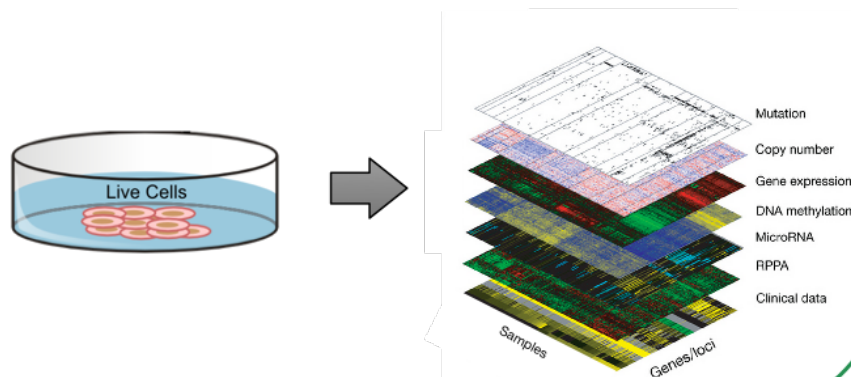 Live Cells
Mutation
Copy number
Gene expression
DNA methylation
MicroRNA
RPPA
Clinical data
Samples
Genes/loci